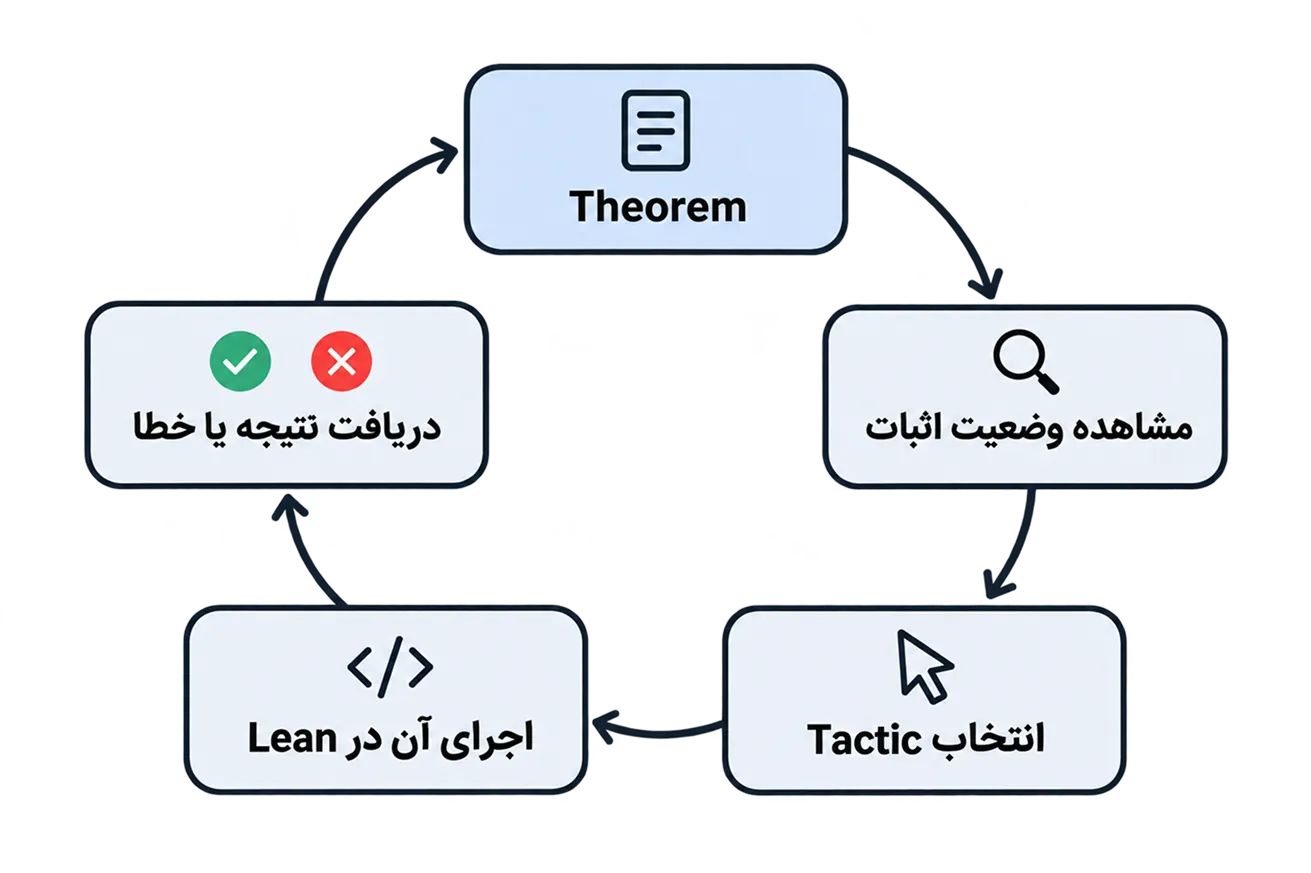 Theorem
مشاهده وضعیت اثبات
انتخاب Tactic
اجرای آن در Lean
دریافت نتیجه یا خطا